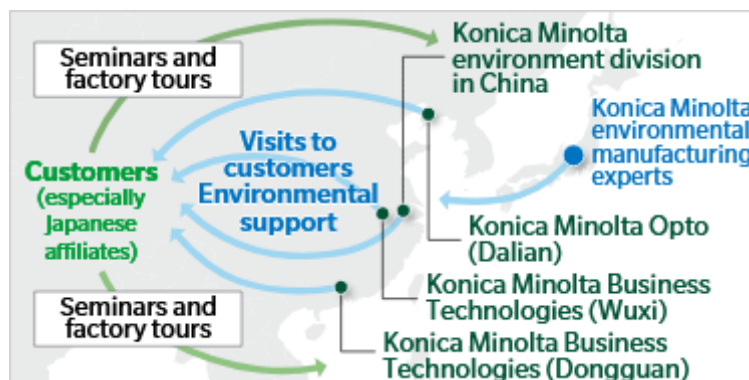 Seminars and
factory tours
Konica Minolta
environment division
in China
Konica Minolta
environmental
manufacturing
experts
Visits to
customers
Environmental
support
Customers
(especially
Japanese
affiliates)
Konica Minolta Opto
(Dalian)
Konica Minolta Business
Technologies (Wuxi)
Seminars and
factory tours
Konica Minolta Business
Technologies (Dongguan)